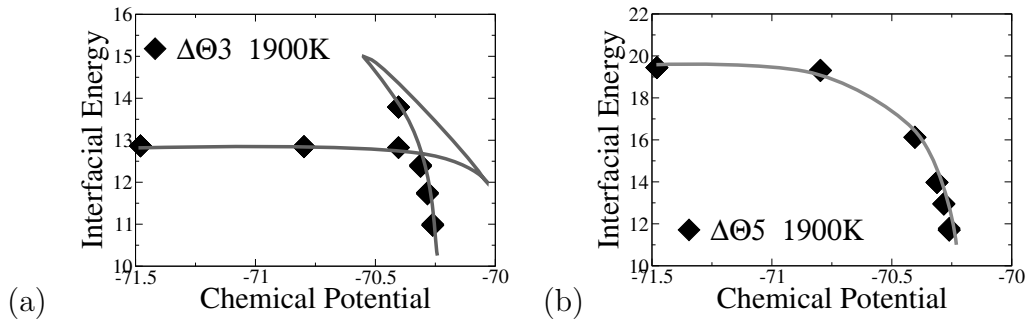 16
15
14
13
12
11
10
Interfacial Energy
ΔΘ3 1900K
-71.5 -71 -70.5 -70
Chemical Potential
(a)
22
20
18
16
14
12
10
Interfacial Energy
ΔΘ5 1900K
-71.5 -71 -70.5 -70
Chemical Potential
(b)